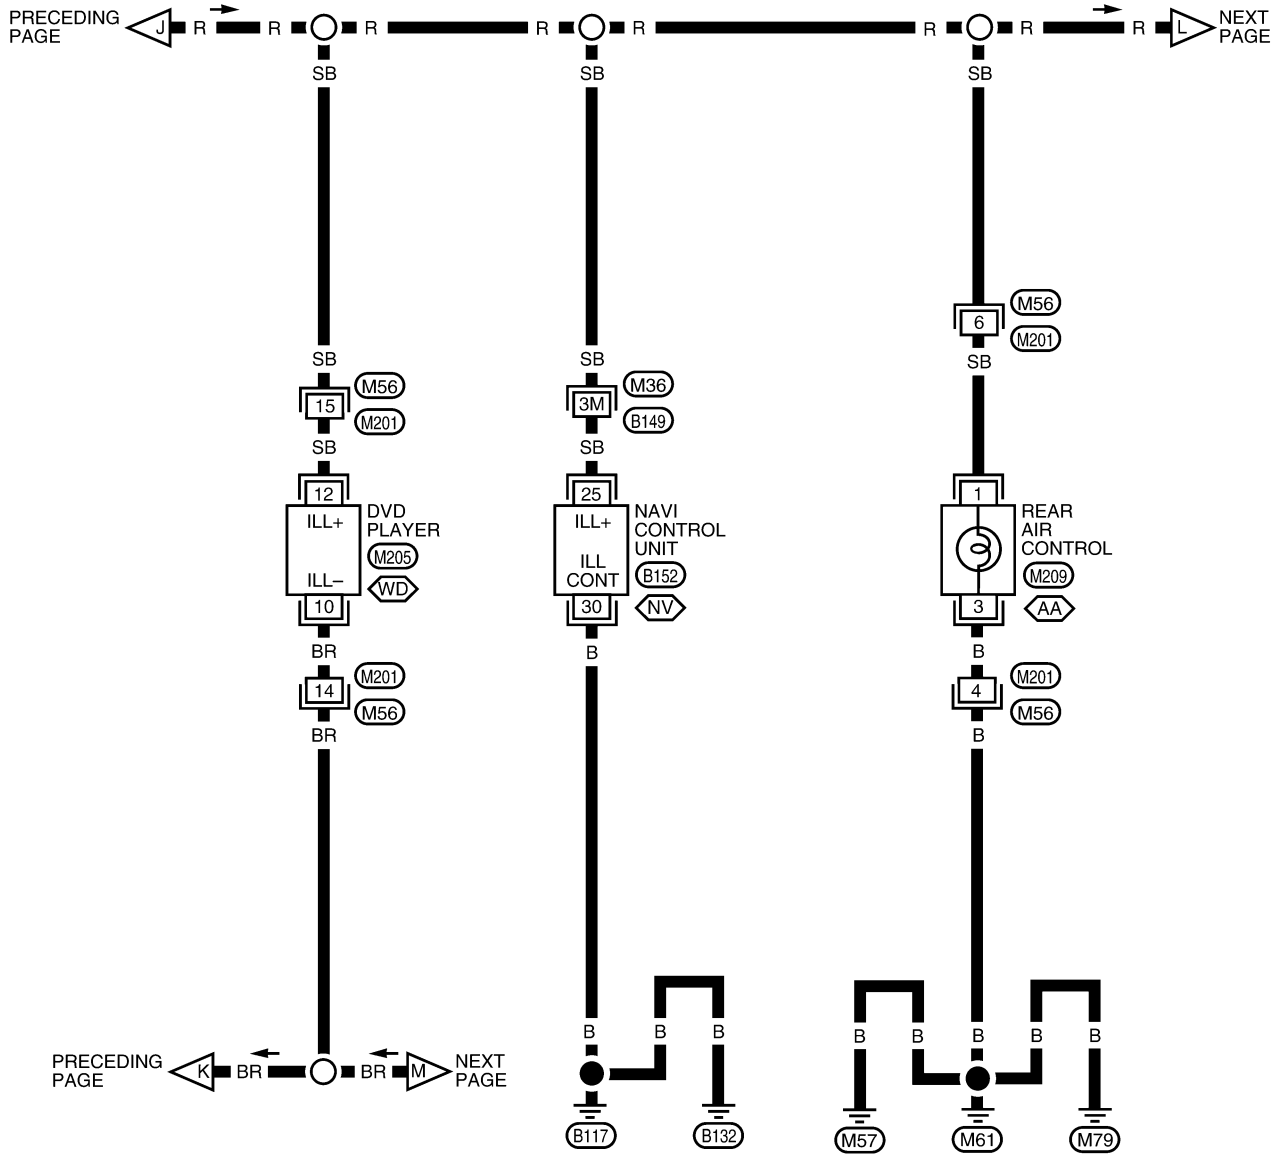 PRECEDING
PAGE
J
R
R
R
R
R
R
R
R
L
NEXT
PAGE
SB
SB
SB
SB
15
M56
M201
SB
SB
3M
M36
B149
SB
6
M56
M201
SB
12
ILL+
ILL–
10
DVD
PLAYER
M205
WD
25
ILL+
ILL
CONT
30
NAVI
CONTROL
UNIT
B152
NV
1
3
REAR
AIR
CONTROL
M209
AA
BR
14
M201
M56
BR
B
B
4
M201
M56
B
PRECEDING
PAGE
K
BR
BR
M
NEXT
PAGE
B
B
B
B117
B132
B
B
B
B
B
M57
M61
M79